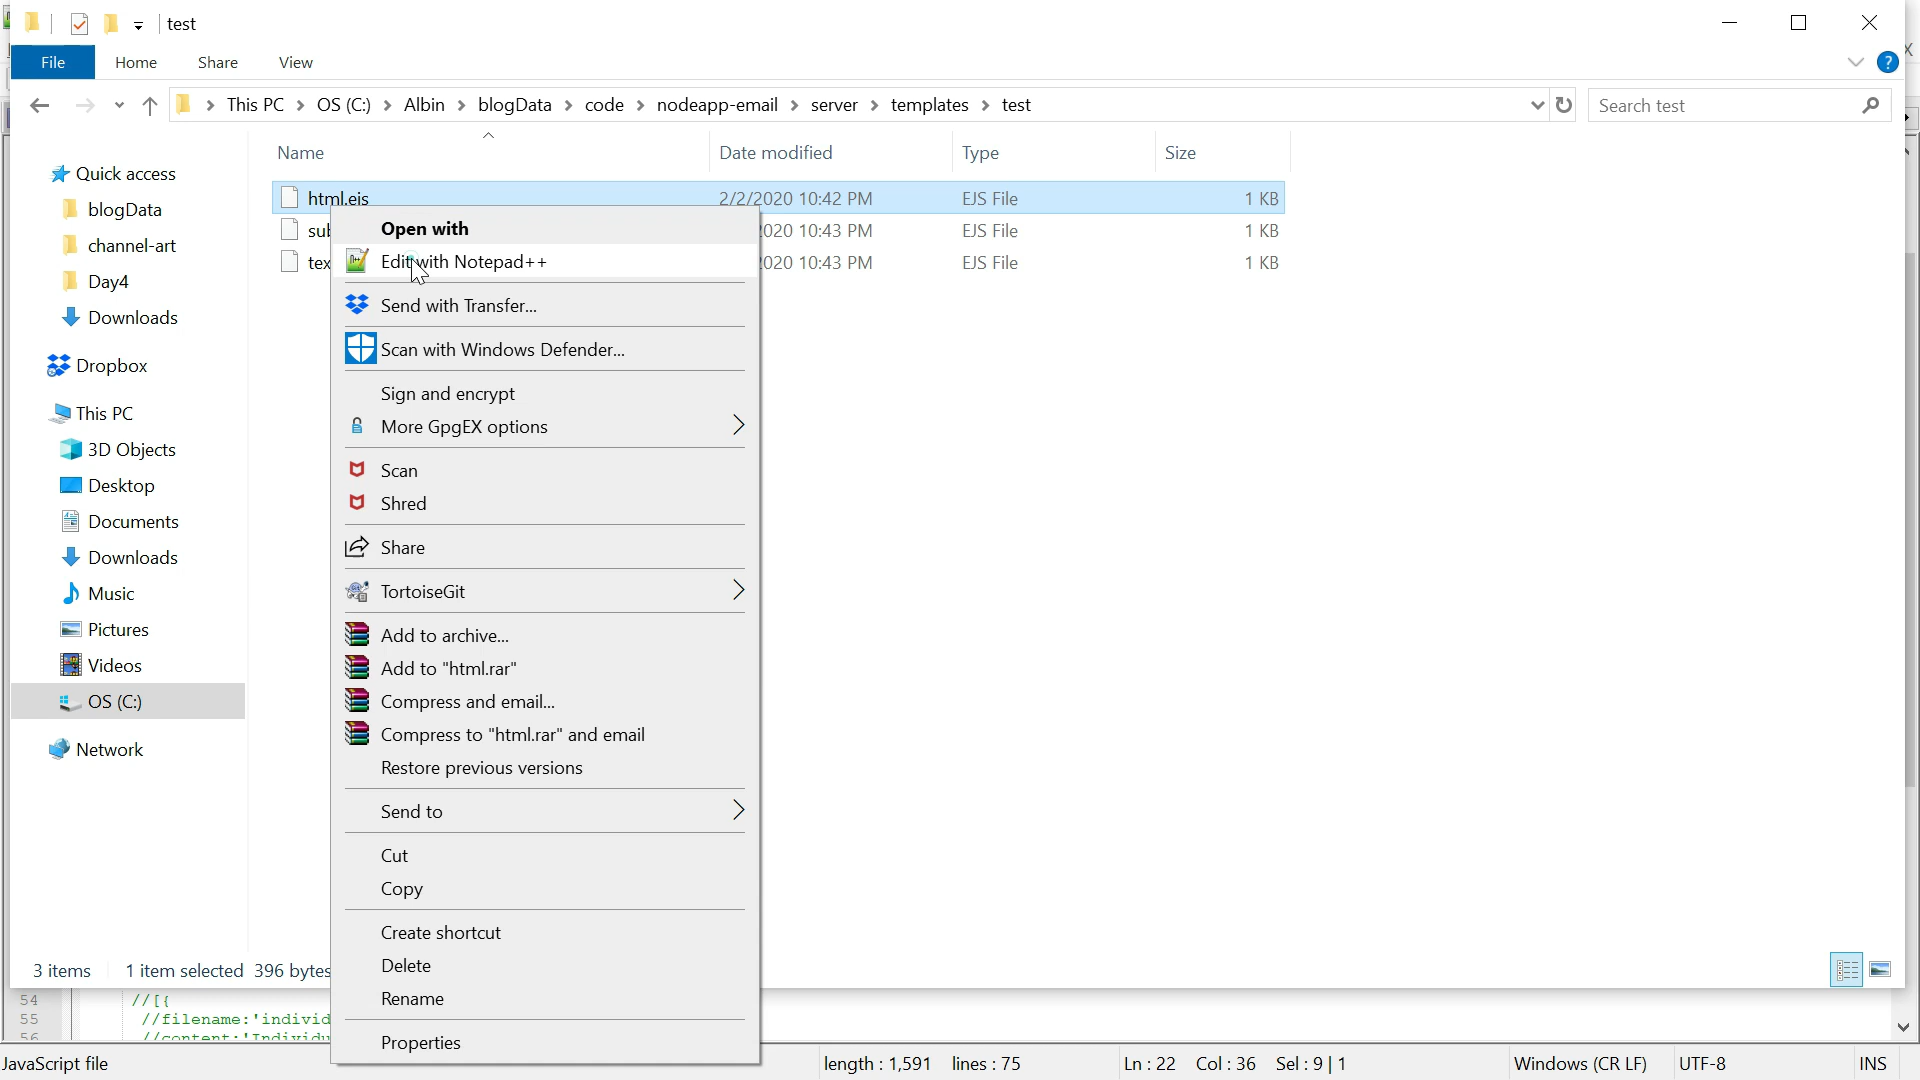 test
File Home Share View
This PC OS (C:) Albin blogData code nodeapp-email server templates test
Search test
Name Date modified Type Size
Quick access
blogData
channel-art
Day4
Downloads
Dropbox
This PC
3D Objects
Desktop
Documents
Downloads
Music
Pictures
Videos
OS (C:)
Network
html.ejs 2/2/2020 10:42 PM EJS File 1 KB
sub 020 10:43 PM EJS File 1 KB
tex 020 10:43 PM EJS File 1 KB
Open with
Edit with Notepad++
Send with Transfer...
Scan with Windows Defender...
Sign and encrypt
More GpgEX options
Scan
Shred
Share
TortoiseGit
Add to archive...
Add to "html.rar"
Compress and email...
Compress to "html.rar" and email
Restore previous versions
Send to
Cut
Copy
Create shortcut
Delete
Rename
Properties
3 items 1 item selected 396 bytes
54 //[{
55 //filename:'individ
56 //content:'Individu
JavaScript file length : 1,591 lines : 75 Ln : 22 Col : 36 Sel : 9 | 1 Windows (CR LF) UTF-8 INS